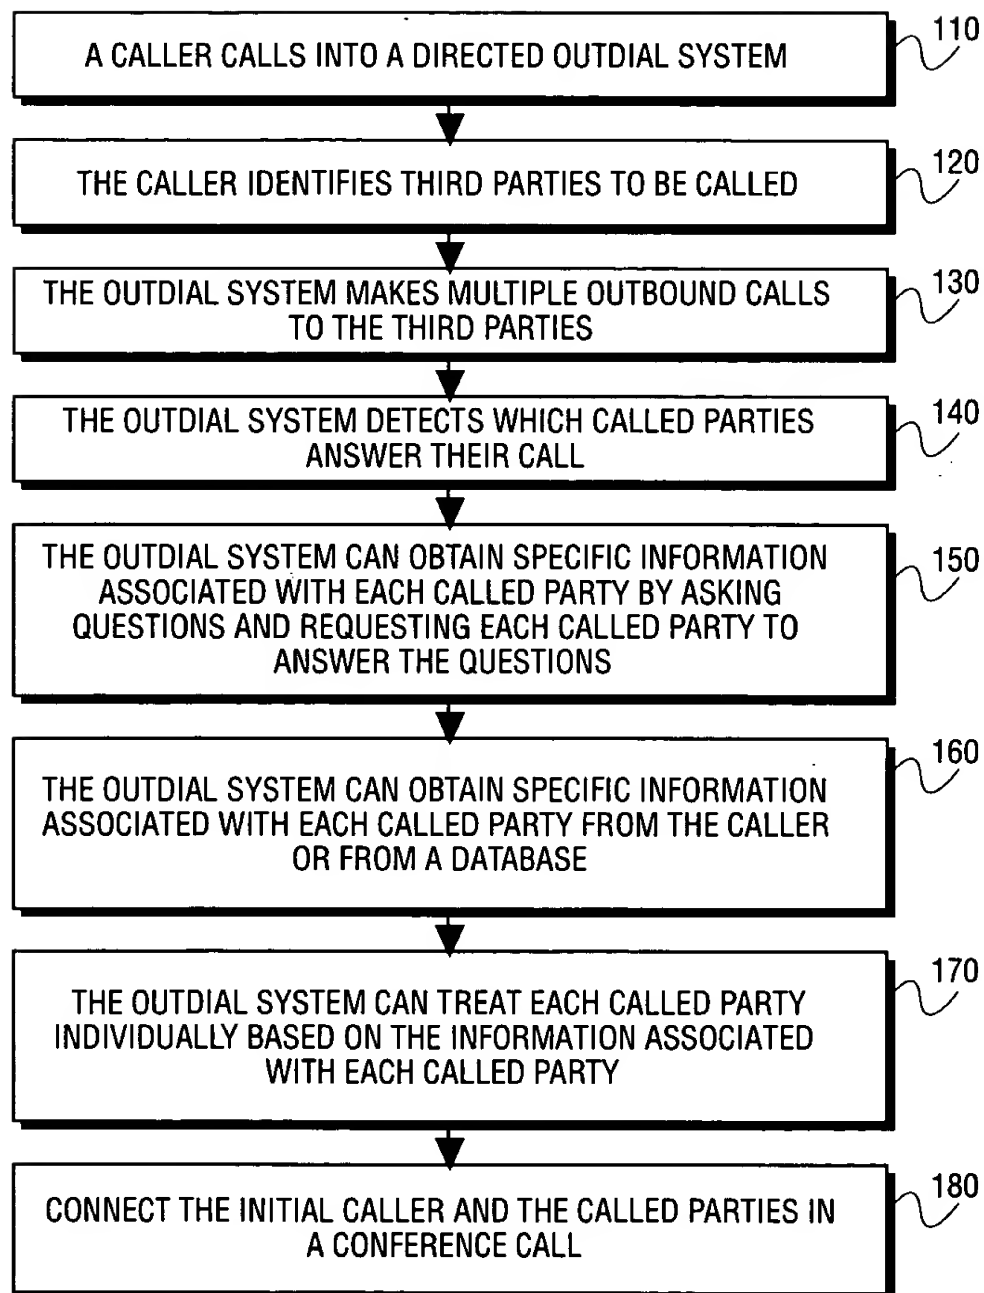 A CALLER CALLS INTO A DIRECTED OUTDIAL SYSTEM
110
THE CALLER IDENTIFIES THIRD PARTIES TO BE CALLED
120
THE OUTDIAL SYSTEM MAKES MULTIPLE OUTBOUND CALLS
TO THE THIRD PARTIES
130
THE OUTDIAL SYSTEM DETECTS WHICH CALLED PARTIES
ANSWER THEIR CALL
140
THE OUTDIAL SYSTEM CAN OBTAIN SPECIFIC INFORMATION
ASSOCIATED WITH EACH CALLED PARTY BY ASKING
QUESTIONS AND REQUESTING EACH CALLED PARTY TO
ANSWER THE QUESTIONS
150
THE OUTDIAL SYSTEM CAN OBTAIN SPECIFIC INFORMATION
ASSOCIATED WITH EACH CALLED PARTY FROM THE CALLER
OR FROM A DATABASE
160
THE OUTDIAL SYSTEM CAN TREAT EACH CALLED PARTY
INDIVIDUALLY BASED ON THE INFORMATION ASSOCIATED
WITH EACH CALLED PARTY
170
CONNECT THE INITIAL CALLER AND THE CALLED PARTIES IN
A CONFERENCE CALL
180